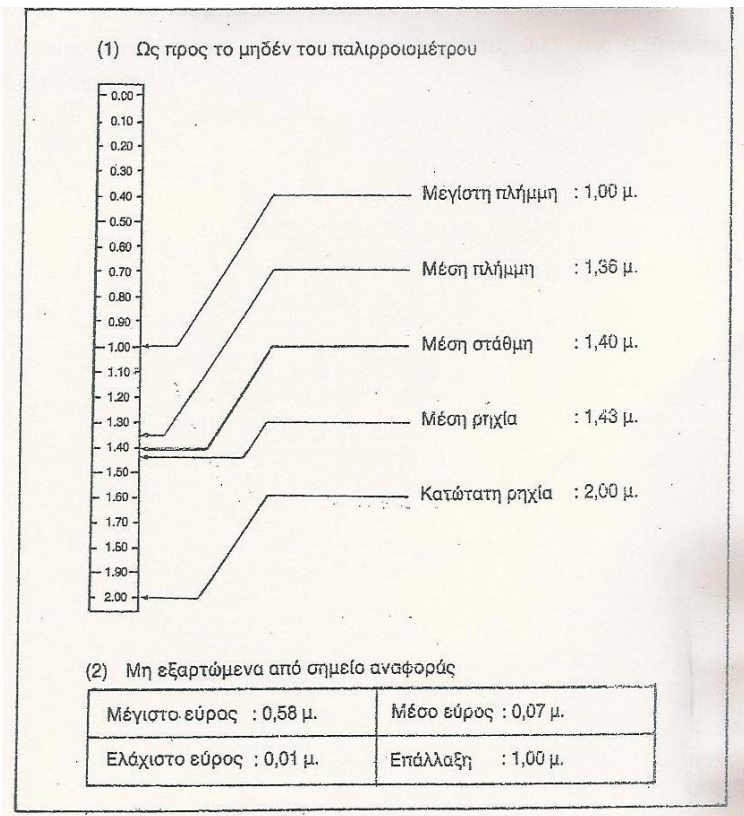 (1) Ως προς το μηδέν του παλιρροιομέτρου
0.00
0.10
0.20
0.30
0.40
0.50
0.60
0.70
0.80
0.90
1.00
1.10
1.20
1.30
1.40
1.50
1.60
1.70
1.80
1.90
2.00
Μεγίστη πλήμμη : 1,00 μ.
Μέση πλήμμη : 1,36 μ.
Μέση στάθμη : 1,40 μ.
Μέση ρηχία : 1,43 μ.
Κατώτατη ρηχία : 2,00 μ.
(2) Μη εξαρτώμενα από σημείο αναφοράς
Μέγιστο εύρος : 0,58 μ. Μέσο εύρος : 0,07 μ.
Ελάχιστο εύρος : 0,01 μ. Επάλλαξη : 1,00 μ.